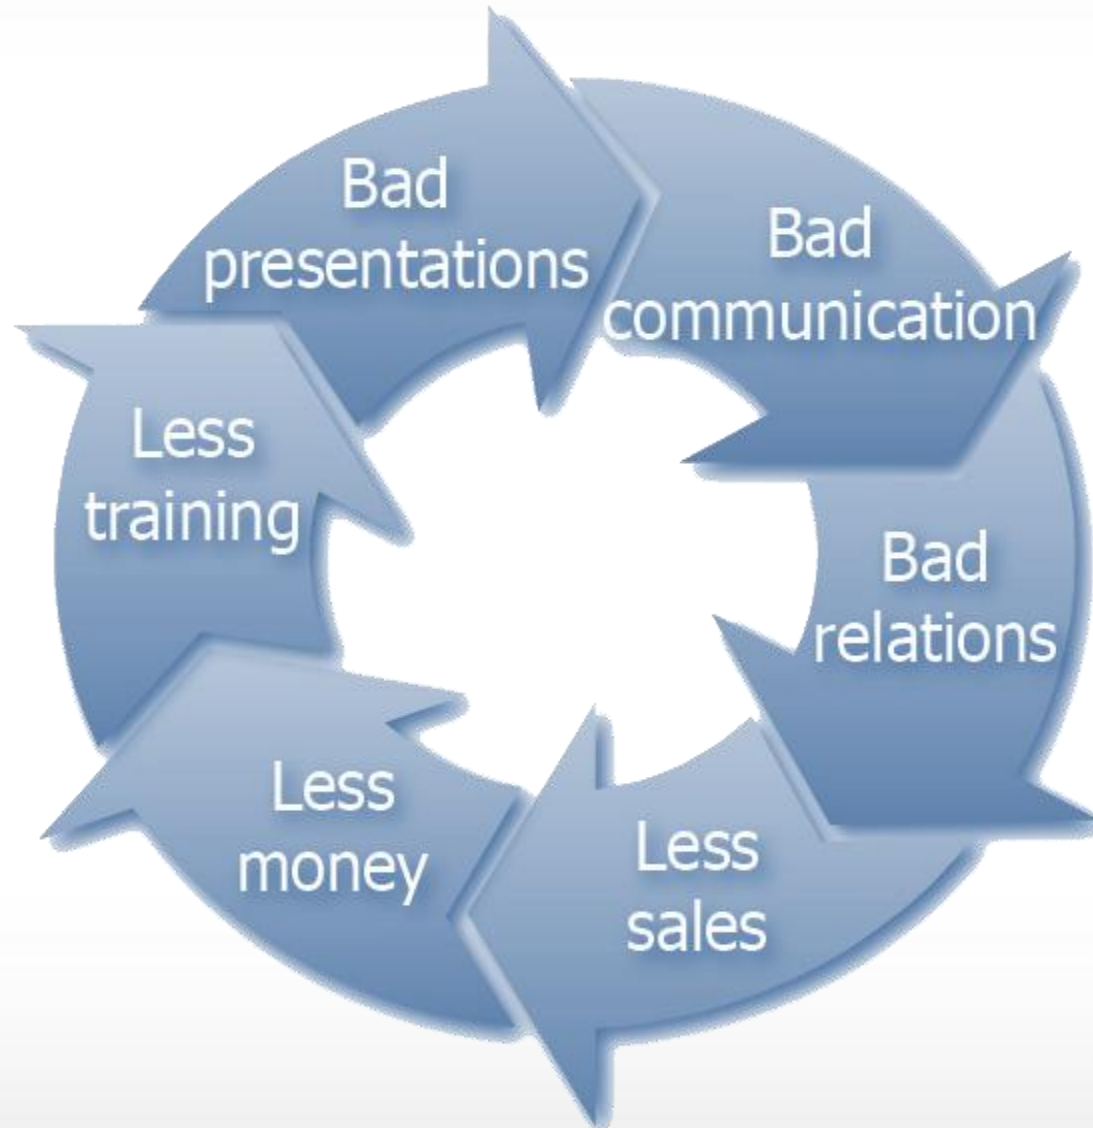 Bad
presentations
Bad
communication
Bad
relations
Less
sales
Less
money
Less
training